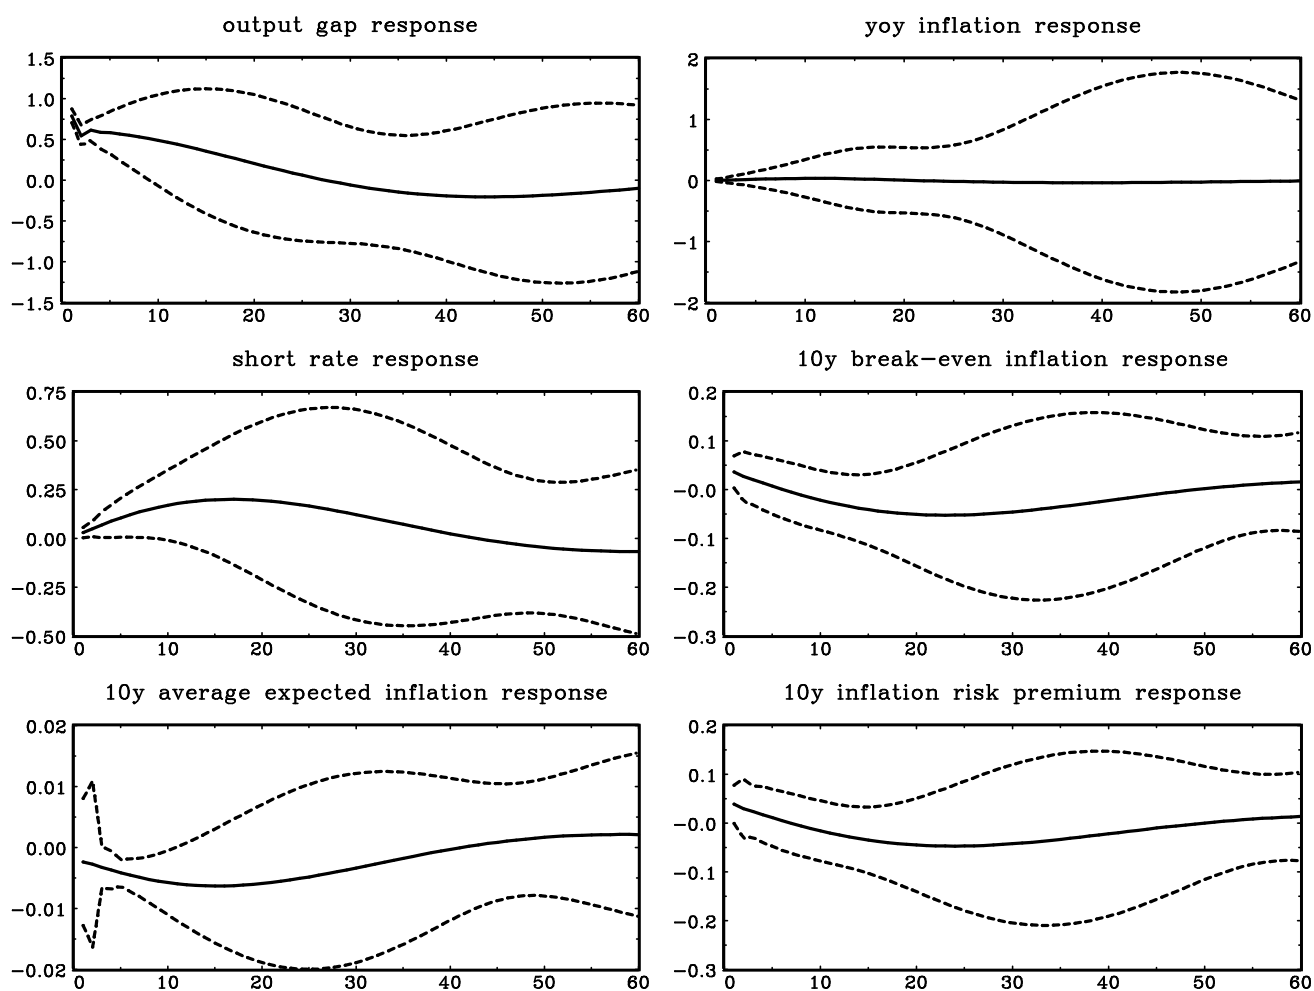 output gap response
1.5
1.0
0.5
0.0
−0.5
−1.0
−1.5
0 10 20 30 40 50 60
yoy inflation response
2
1
0
−1
−2
0 10 20 30 40 50 60
short rate response
0.75
0.50
0.25
0.00
−0.25
−0.50
0 10 20 30 40 50 60
10y break−even inflation response
0.2
0.1
−0.0
−0.1
−0.2
−0.3
0 10 20 30 40 50 60
10y average expected inflation response
0.02
0.01
0.00
−0.01
−0.02
0 10 20 30 40 50 60
10y inflation risk premium response
0.2
0.1
−0.0
−0.1
−0.2
−0.3
0 10 20 30 40 50 60